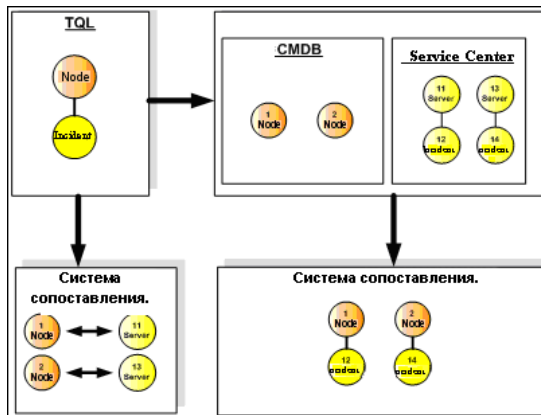 TQL
Node
Incident
CMDB
1
Node
2
Node
Service Center
11
Server
13
Server
12
14
Система
сопоставления.
1
Node
11
Server
2
Node
13
Server
Система сопоставления.
1
Node
2
Node
12
14